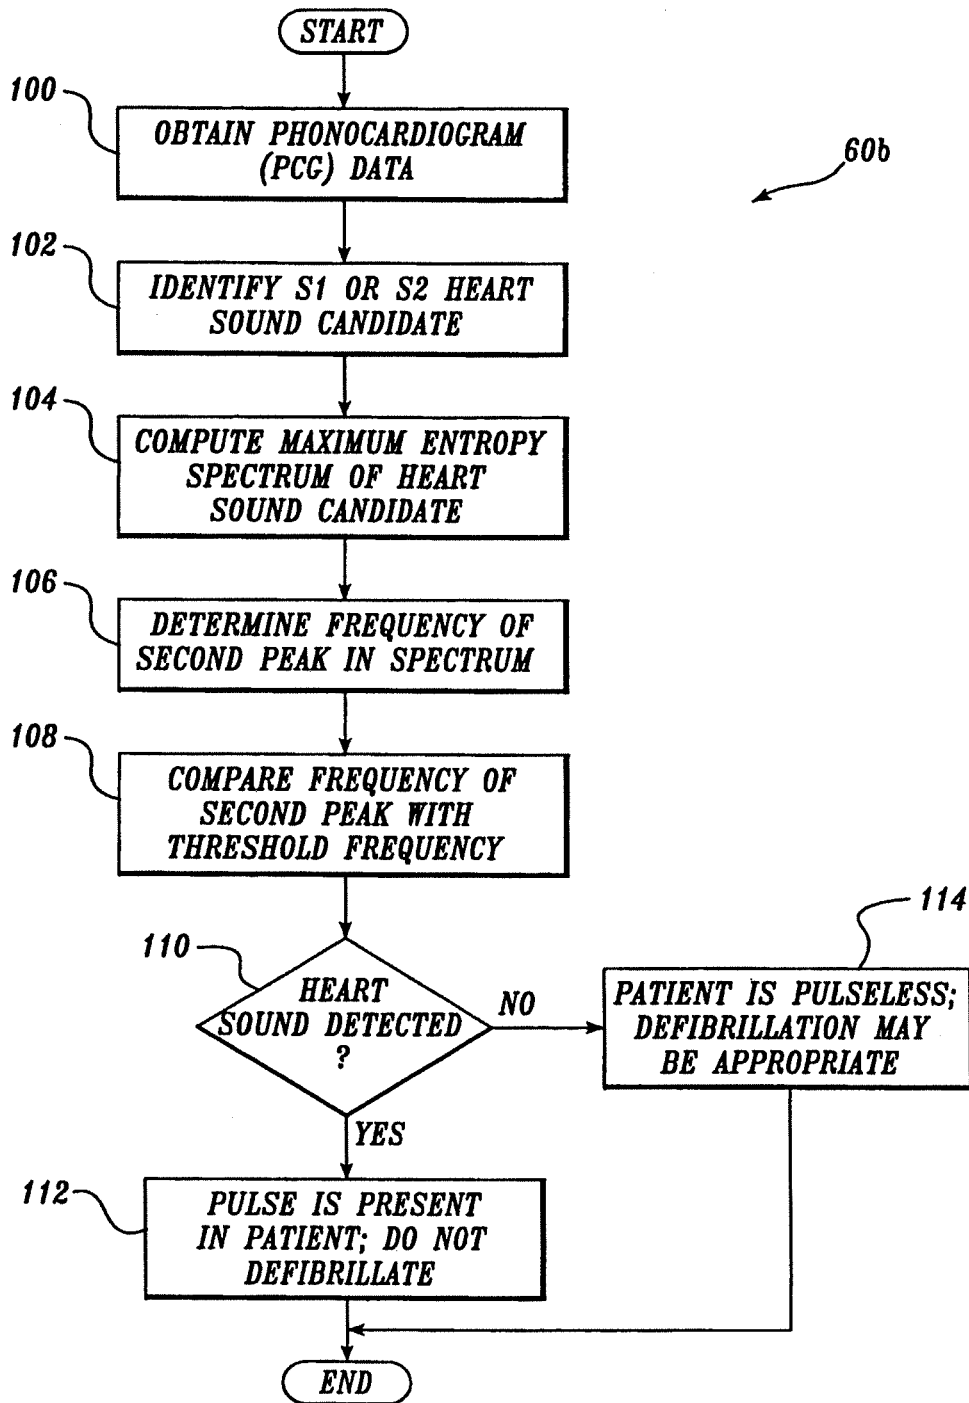 START
100
OBTAIN PHONOCARDIOGRAM
(PCG) DATA
60b
102
IDENTIFY S1 OR S2 HEART
SOUND CANDIDATE
104
COMPUTE MAXIMUM ENTROPY
SPECTRUM OF HEART
SOUND CANDIDATE
106
DETERMINE FREQUENCY OF
SECOND PEAK IN SPECTRUM
108
COMPARE FREQUENCY OF
SECOND PEAK WITH
THRESHOLD FREQUENCY
110
HEART
SOUND DETECTED
?
NO
114
PATIENT IS PULSELESS;
DEFIBRILLATION MAY
BE APPROPRIATE
YES
112
PULSE IS PRESENT
IN PATIENT; DO NOT
DEFIBRILLATE
END